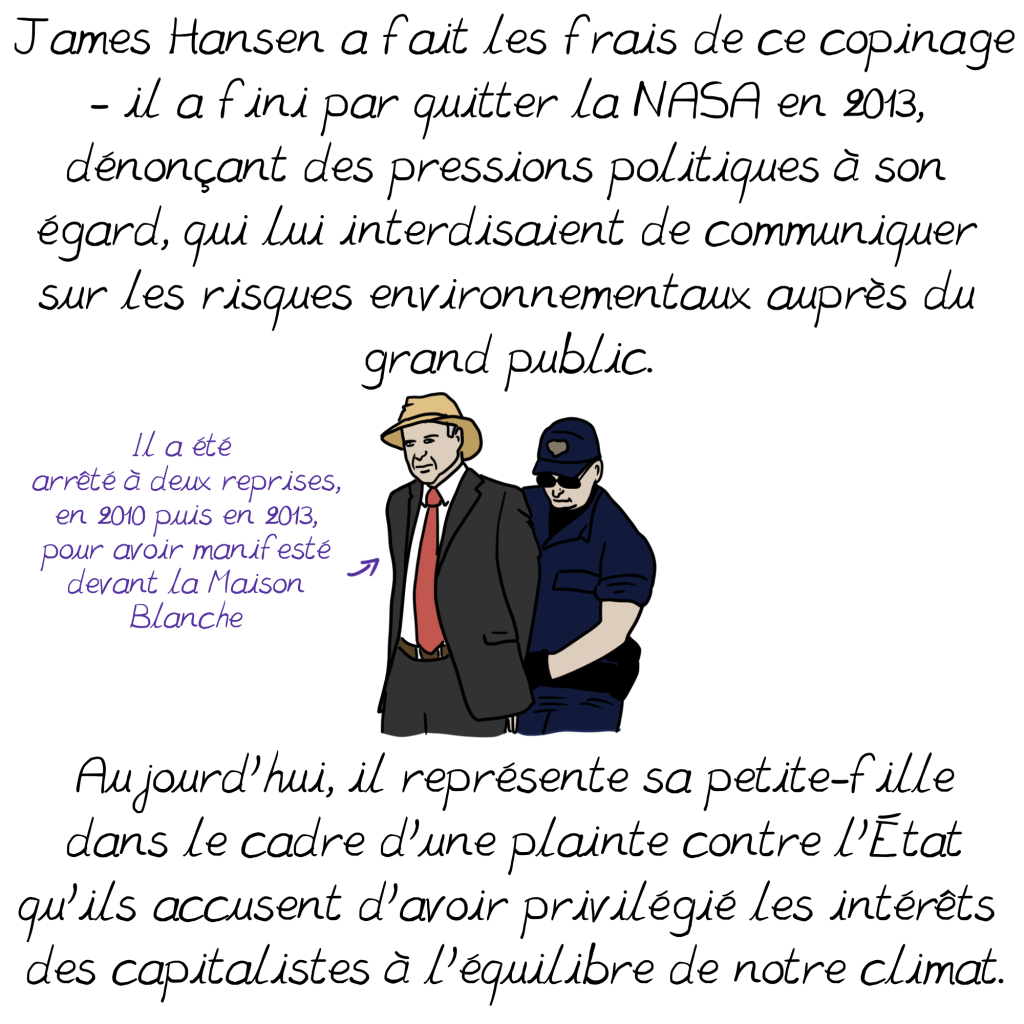 James Hansen a fait les frais de ce copinage
- il a fini par quitter la NASA en 2013,
dénonçant des pressions politiques à son
égard, qui lui interdisaient de communiquer
sur les risques environnementaux auprès du
grand public.
Il a été
arrêté à deux reprises,
en 2010 puis en 2013,
pour avoir manifesté
devant la Maison
Blanche
Aujourd'hui, il représente sa petite-fille
dans le cadre d'une plainte contre l'État
qu'ils accusent d'avoir privilégié les intérêts
des capitalistes à l'équilibre de notre climat.